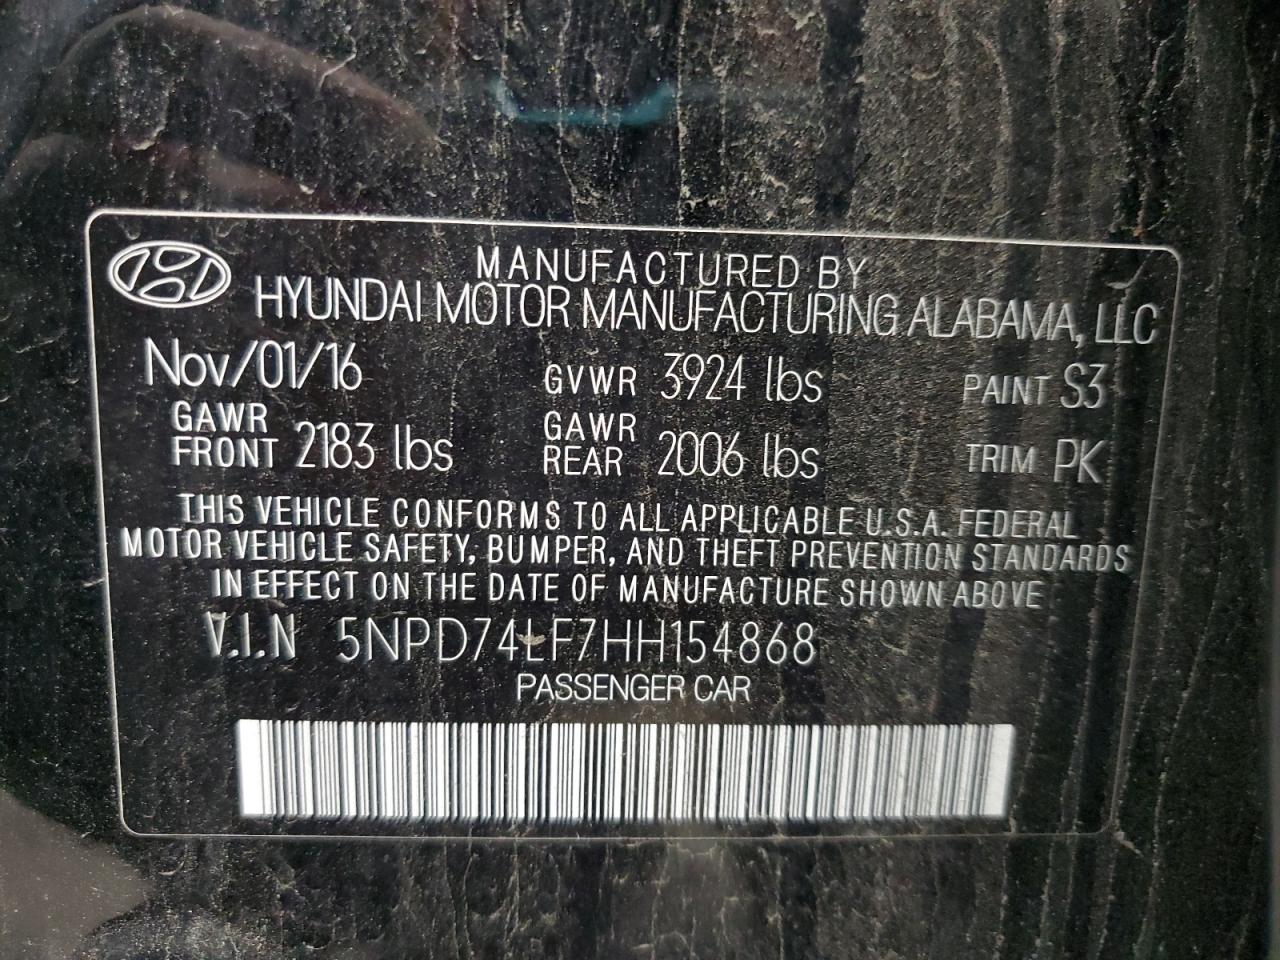 MANUFACTURED BY
HYUNDAI MOTOR MANUFACTURING ALABAMA, LLC
Nov/01/16 GVWR 3924 lbs PAINT S3
GAWR FRONT 2183 lbs GAWR REAR 2006 lbs TRIM PK
THIS VEHICLE CONFORMS TO ALL APPLICABLE U.S.A. FEDERAL
MOTOR VEHICLE SAFETY, BUMPER, AND THEFT PREVENTION STANDARDS
IN EFFECT ON THE DATE OF MANUFACTURE SHOWN ABOVE
V.I.N 5NPD74LF7HH154868
PASSENGER CAR